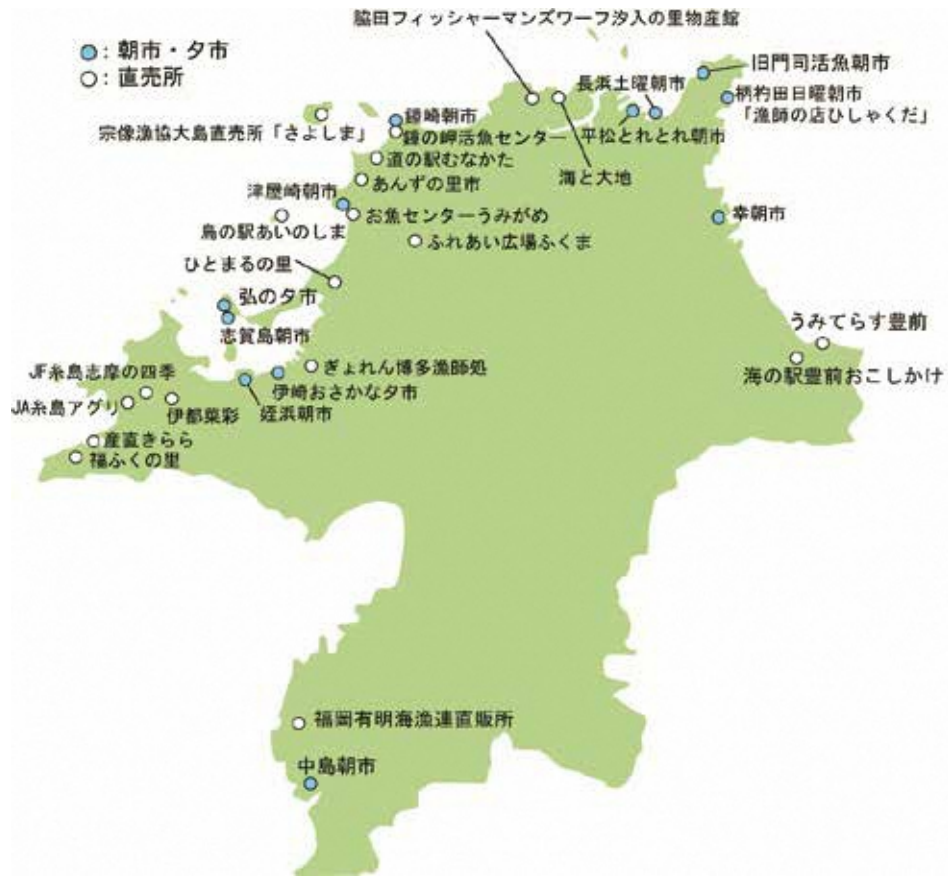 脇田フィッシャーマンズワーフ汐入の里物産館
●：朝市・夕市
○：直売所
旧門司活魚朝市
長浜土曜朝市
柄杓田日曜朝市
「漁師の店ひしゃくだ」
鐘崎朝市
宗像漁協大島直売所「さよしま」
鐘の岬活魚センター
平松とれとれ朝市
道の駅むなかた
海と大地
あんずの里市
津屋崎朝市
お魚センターうみがめ
幸朝市
島の駅あいのしま
ふれあい広場ふくま
ひとまるの里
弘の夕市
うみてらす豊前
志賀島朝市
ぎょれん博多漁師処
海の駅豊前おこしかけ
JF糸島志摩の四季
伊崎おさかな夕市
JA糸島アグリ
伊都菜彩
姪浜朝市
産直きらら
福ふくの里
福岡有明海漁連直販所
中島朝市